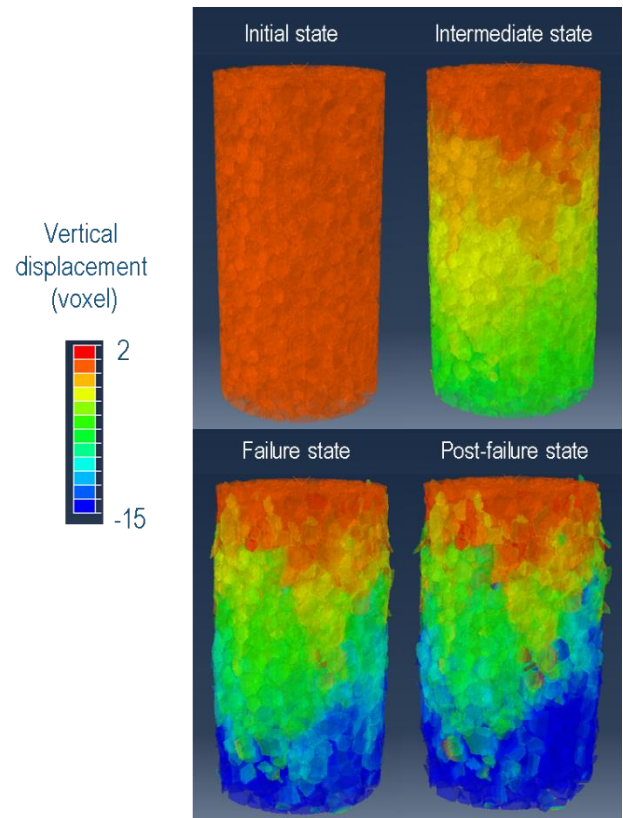 Initial state
Intermediate state
Vertical
displacement
(voxel)
2
-15
Failure state
Post-failure state